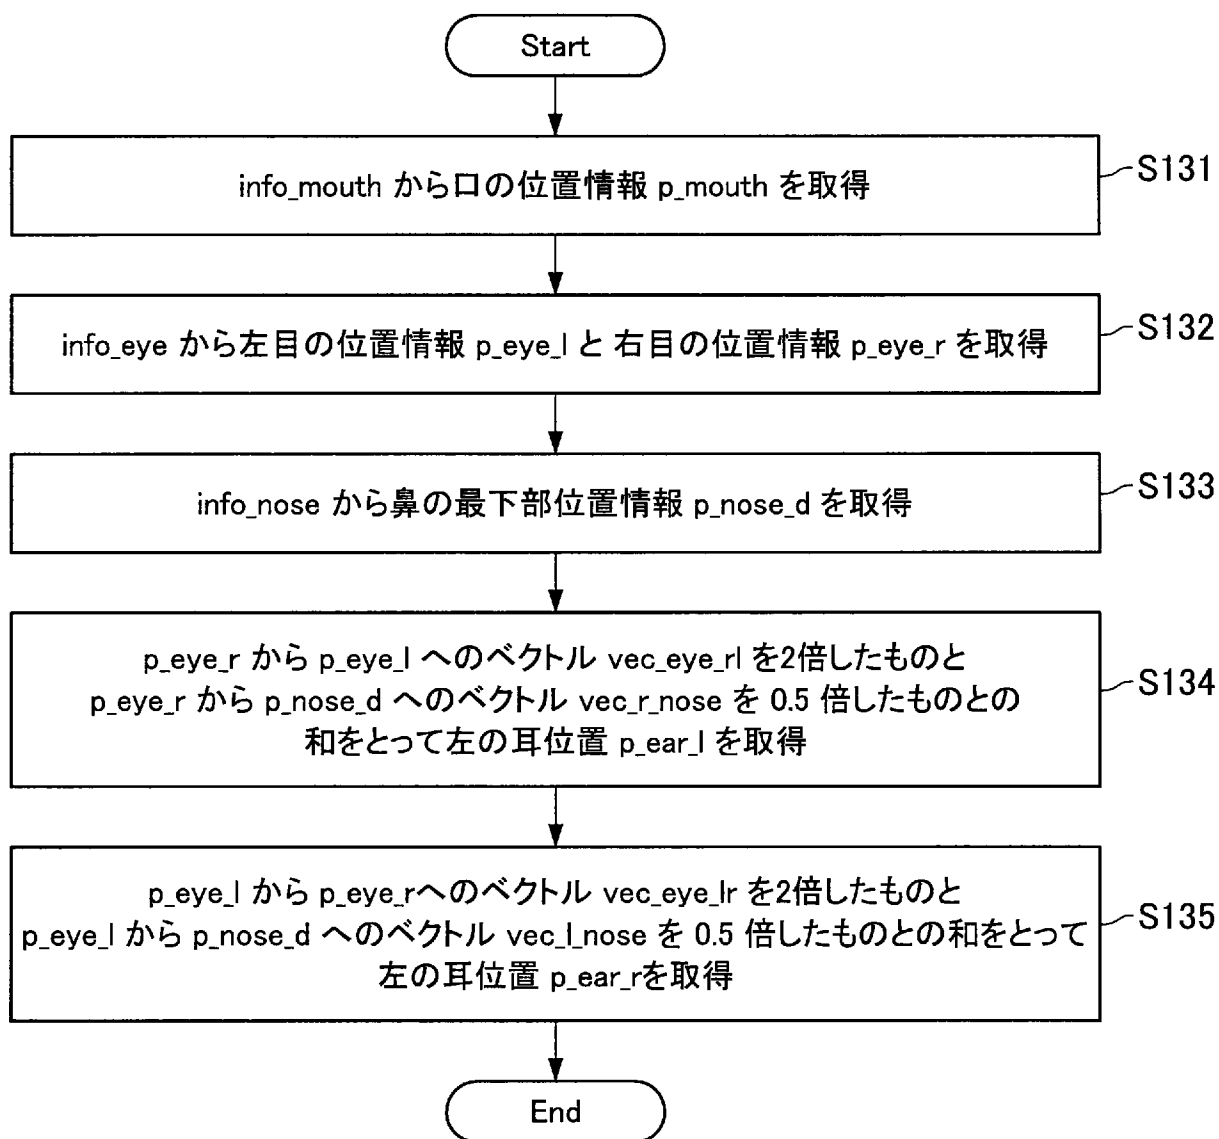 Start
info_mouth から口の位置情報 p_mouth を取得
S131
info_eye から左目の位置情報 p_eye_l と 右目の位置情報 p_eye_r を取得
S132
info_nose から鼻の最下部位置情報 p_nose_d を取得
S133
p_eye_r から p_eye_l へのベクトル vec_eye_rl を2倍したものと
p_eye_r から p_nose_d へのベクトル vec_r_nose を 0.5 倍したものとの
和をとって左の耳位置 p_ear_l を取得
S134
p_eye_l から p_eye_rへのベクトル vec_eye_lr を2倍したものと
p_eye_l から p_nose_d へのベクトル vec_l_nose を 0.5 倍したものとの和をとって
左の耳位置 p_ear_rを取得
S135
End